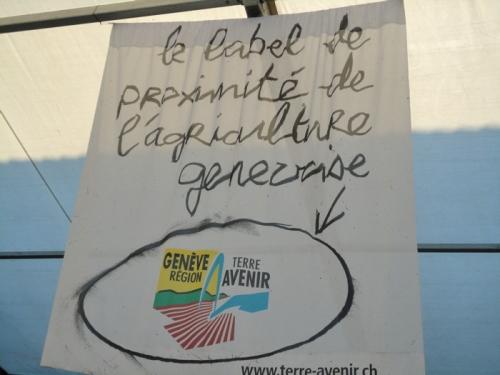 le label de
proximité de
l'agriculture
genevoise
GENÈVE
RÉGION
TERRE
AVENIR
www.terre-avenir.ch